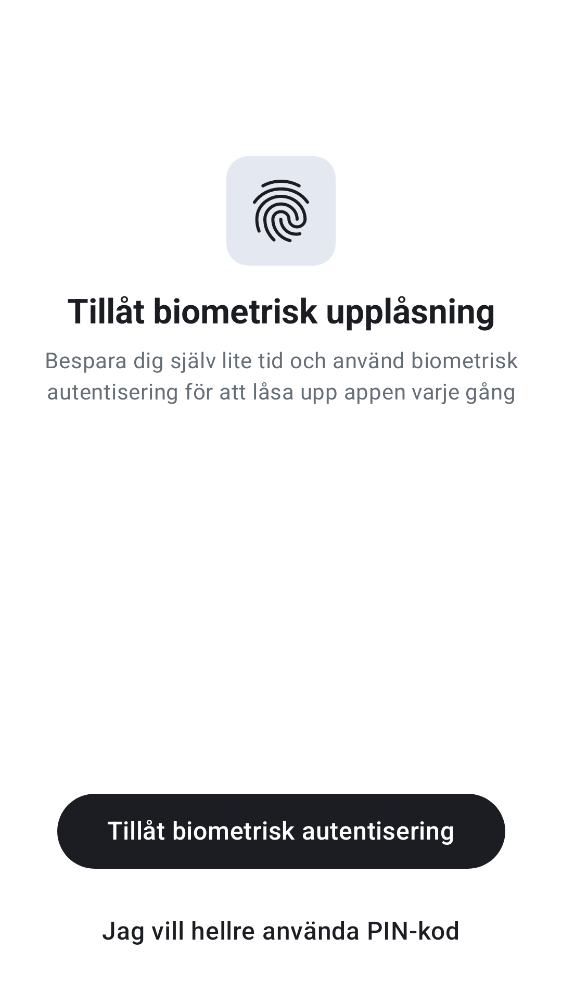 Tillåt biometrisk upplåsning
Bespara dig själv lite tid och använd biometrisk
autentisering för att låsa upp appen varje gång
Tillåt biometrisk autentisering
Jag vill hellre använda PIN-kod